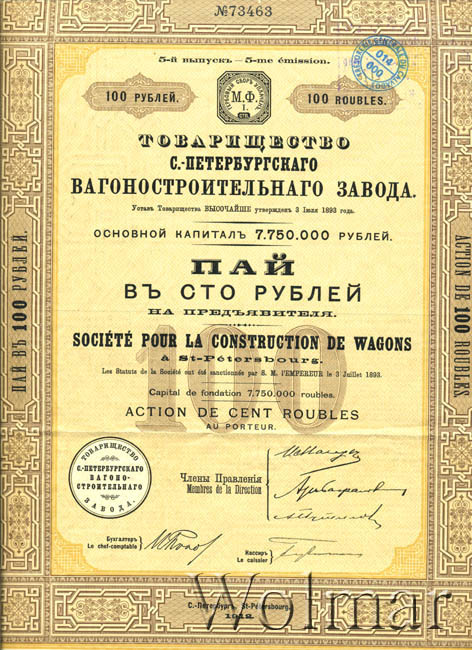 №73463
5-й выпускъ — 5-me émission.
100 РУБЛЕЙ.
М.Ф.
I.
100 ROUBLES.
014
600
ТОВАРИЩЕСТВО
С.-ПЕТЕРБУРГСКАГО
ВАГОНОСТРОИТЕЛЬНАГО ЗАВОДА.
Уставъ Товарищества ВЫСОЧАЙШЕ утвержденъ 3 Іюля 1893 года.
ОСНОВНОЙ КАПИТАЛЪ 7.750.000 РУБЛЕЙ.
ПАЙ
ВЪ СТО РУБЛЕЙ
НА ПРЕДЪЯВИТЕЛЯ.
100
SOCIÉTÉ POUR LA CONSTRUCTION DE WAGONS
à St-Pétersbourg.
Les Statuts de la Société ont été sanctionnés par S. M. l'EMPEREUR le 3 Juillet 1893.
Capital de fondation 7.750.000 roubles.
ACTION DE CENT ROUBLES
AU PORTEUR.
ТОВАРИЩЕСТВО
С.-ПЕТЕРБУРГСКАГО
ВАГОНО-
СТРОИТЕЛЬНАГО
ЗАВОДА.
Члены Правленія
Membres de la Direction
Бухгалтеръ
Le chef-comptable
Кассиръ
Le caissier
С.-Петербургъ. St-Pétersbourg.
1912.
ПАЙ ВЪ 100 РУБЛЕЙ.
ACTION DE 100 ROUBLES.
Wolmar